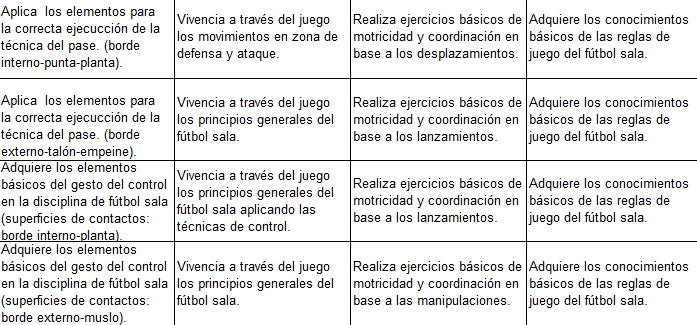 Aplica los elementos para
la correcta ejecucción de la
técnica del pase. (borde
interno-punta-planta).
Vivencia a través del juego
los movimientos en zona de
defensa y ataque.
Realiza ejercicios básicos de
motricidad y coordinación en
base a los desplazamientos.
Adquiere los conocimientos
básicos de las reglas de
juego del fútbol sala.
Aplica los elementos para
la correcta ejecucción de la
técnica del pase. (borde
externo-talón-empeine).
Vivencia a través del juego
los principios generales del
fútbol sala.
Realiza ejercicios básicos de
motricidad y coordinación en
base a los lanzamientos.
Adquiere los conocimientos
básicos de las reglas de
juego del fútbol sala.
Adquiere los elementos
básicos del gesto del control
en la disciplina de fútbol sala
(superficies de contactos:
borde interno-planta).
Vivencia a través del juego
los principios generales del
fútbol sala aplicando las
técnicas de control.
Realiza ejercicios básicos de
motricidad y coordinación en
base a los lanzamientos.
Adquiere los conocimientos
básicos de las reglas de
juego del fútbol sala.
Adquiere los elementos
básicos del gesto del control
en la disciplina de fútbol sala
(superficies de contactos:
borde externo-muslo).
Vivencia a través del juego
los principios generales del
fútbol sala.
Realiza ejercicios básicos de
motricidad y coordinación en
base a las manipulaciones.
Adquiere los conocimientos
básicos de las reglas de
juego del fútbol sala.